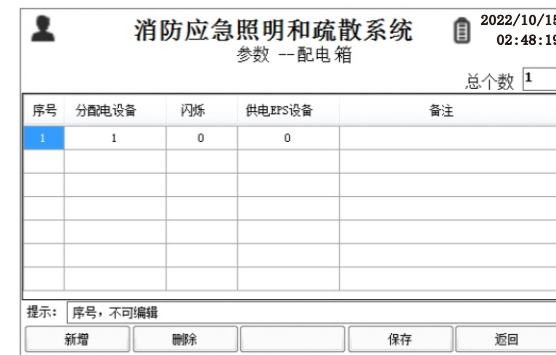 消防应急照明和疏散系统
2022/10/15
02:48:19
参数 --配电箱
总个数 1
序号 分配电设备 闪烁 供电EPS设备 备注
1 1 0 0
提示: 序号，不可编辑
新增 删除 保存 返回